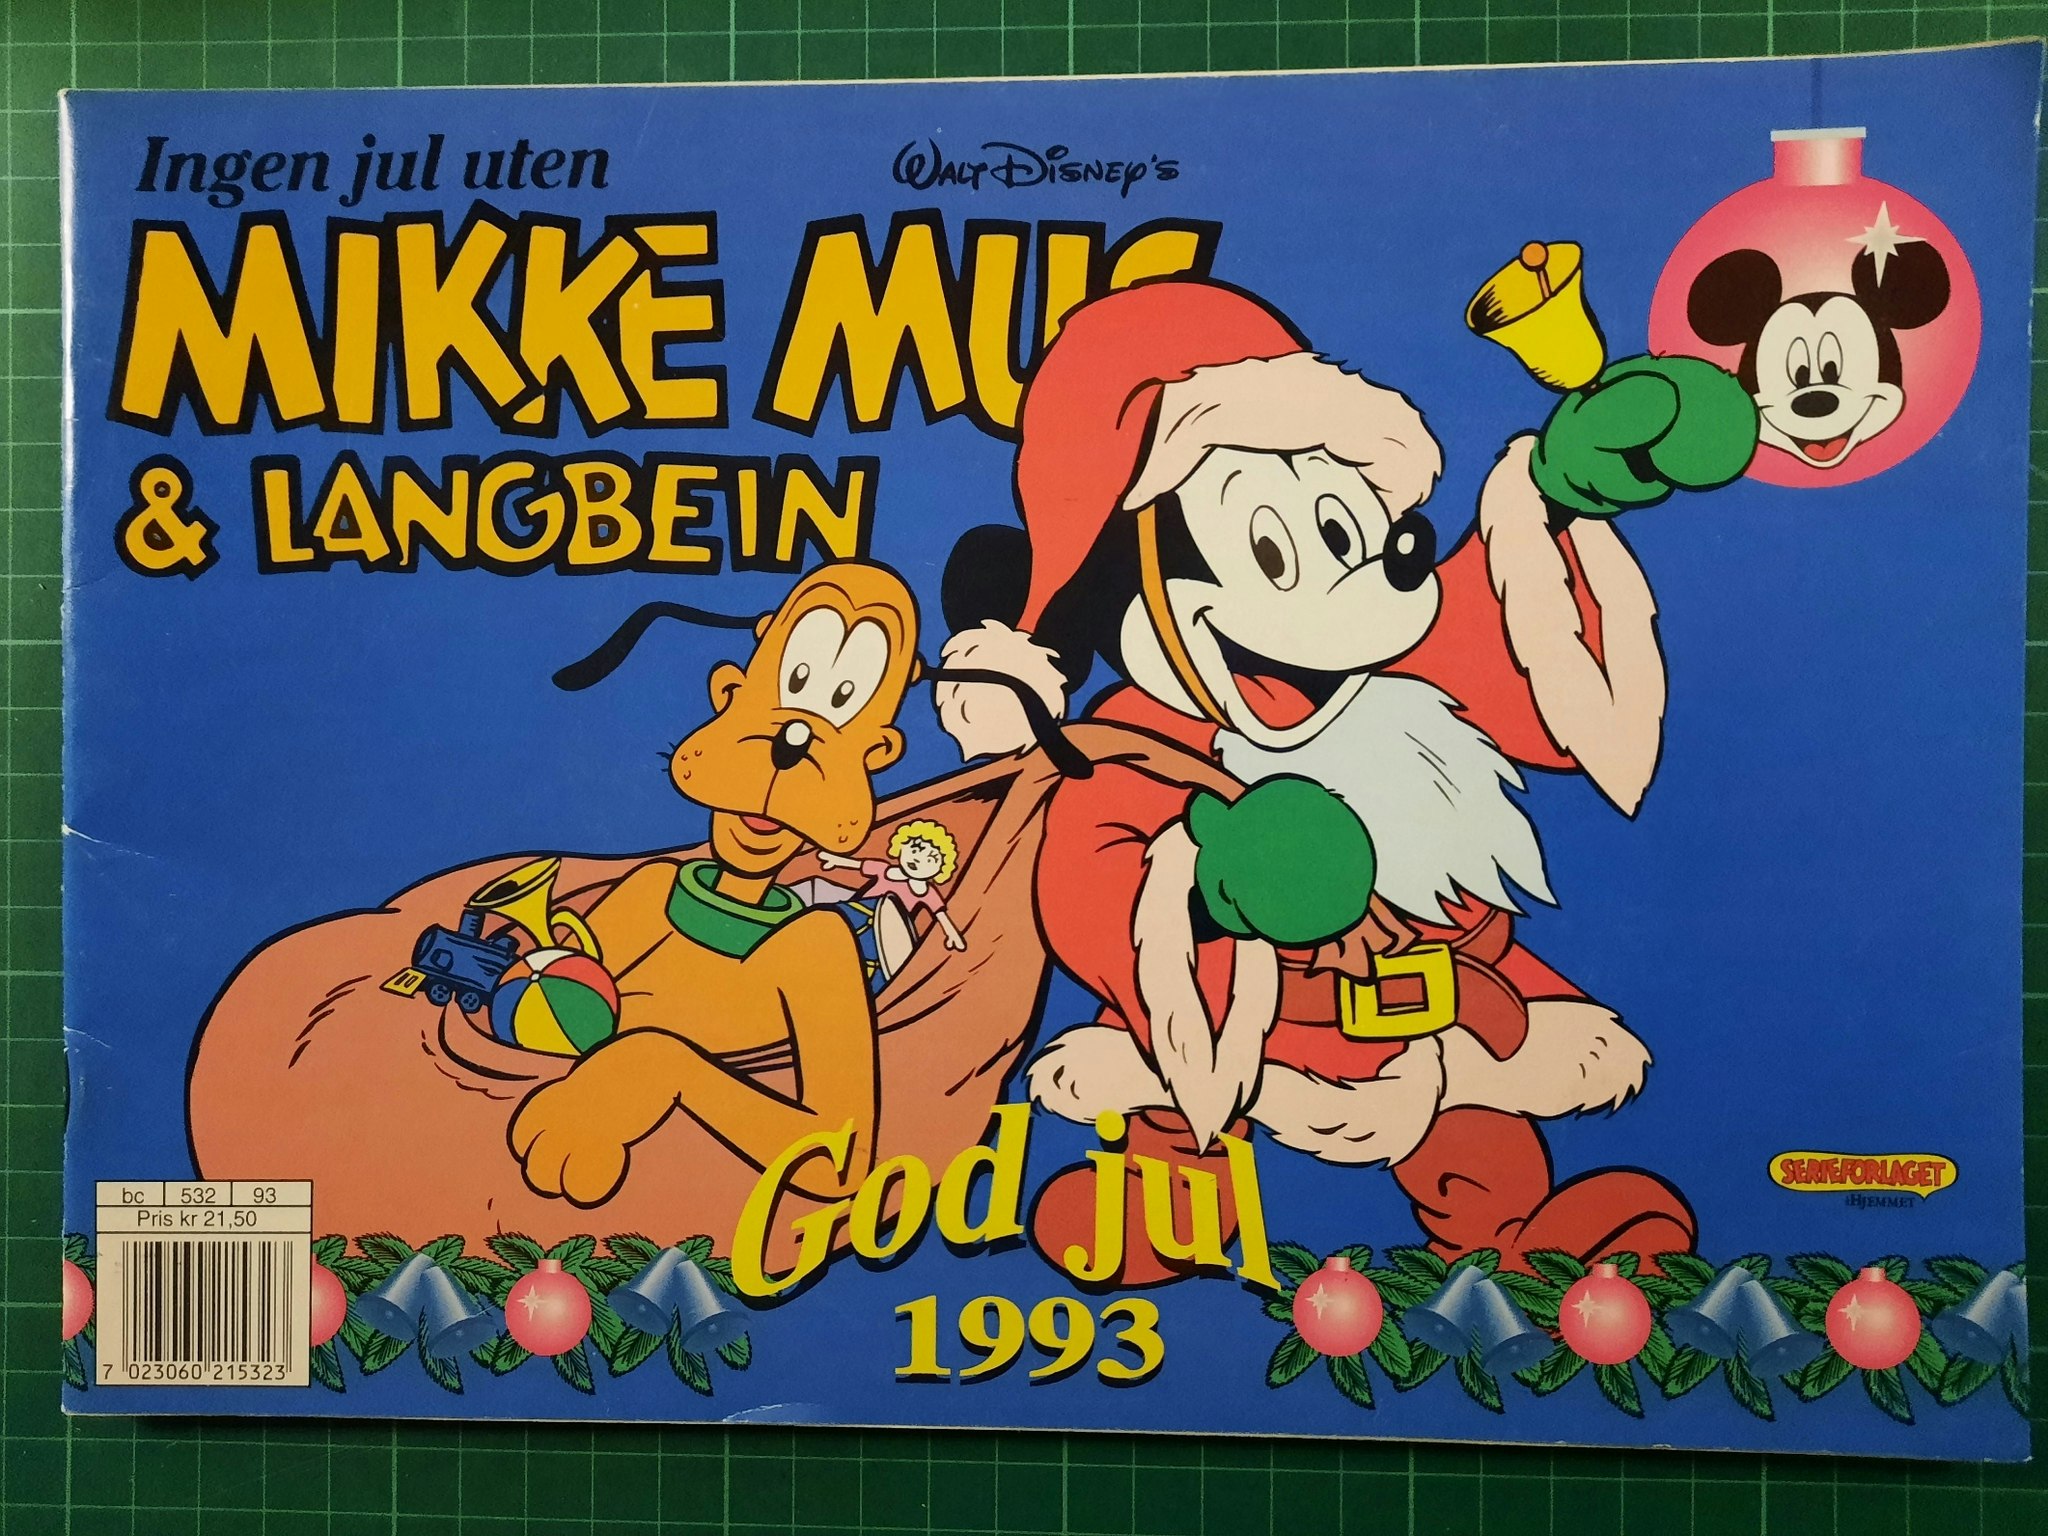 Ingen jul uten
WALT DISNEY'S
MIKKE MUS
& LANGBEIN
God jul
1993
SERIEFORLAGET
HJEMMET
bc 532 93
Pris kr 21,50
7 023060 215323